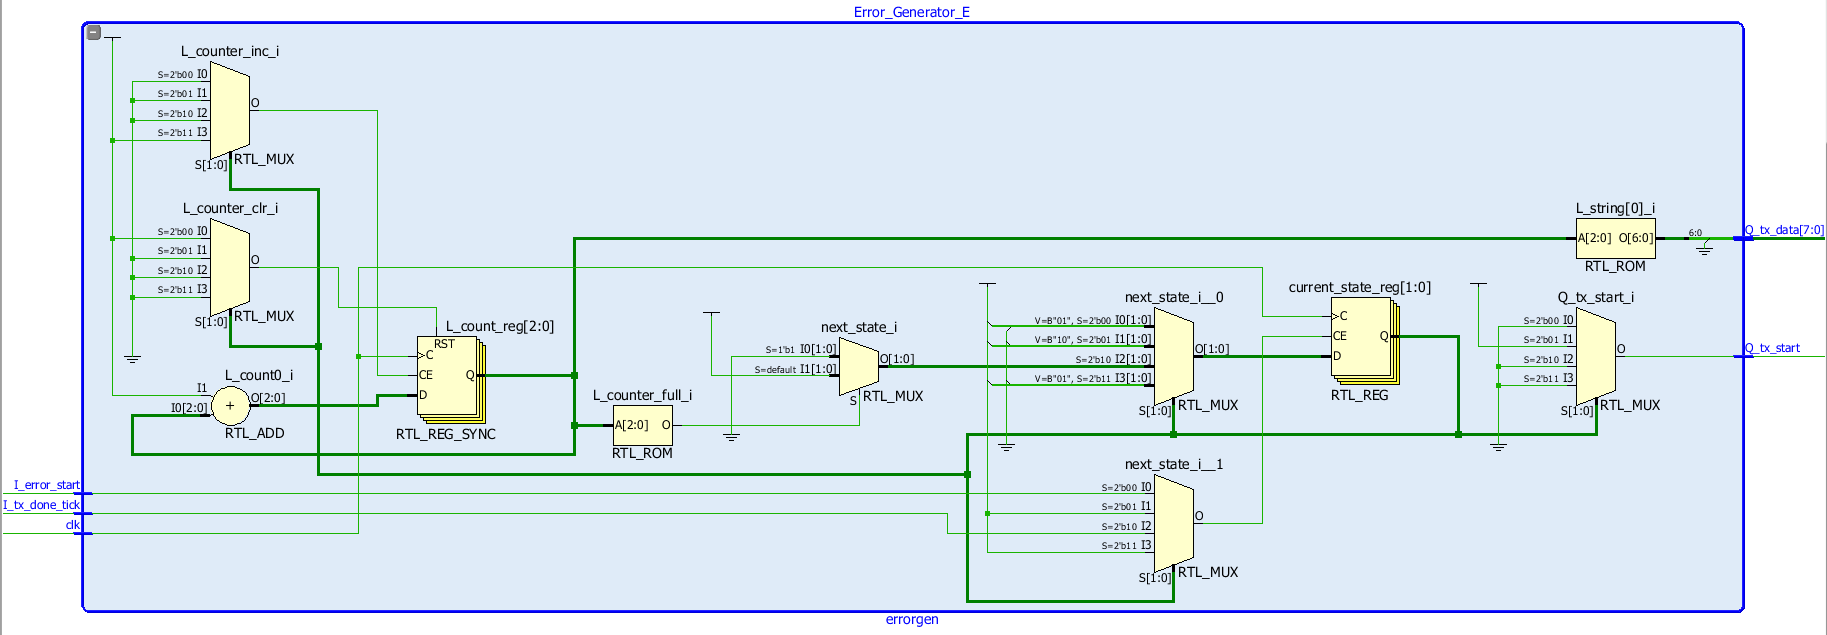 Error_Generator_E
L_counter_inc_i
S=2'b00 I0
S=2'b01 I1
S=2'b10 I2
S=2'b11 I3
O
S[1:0]
RTL_MUX
L_counter_clr_i
S=2'b00 I0
S=2'b01 I1
S=2'b10 I2
S=2'b11 I3
O
S[1:0]
RTL_MUX
L_count0_i
I1
I0[2:0]
+
O[2:0]
RTL_ADD
L_count_reg[2:0]
RST
C
CE
D
Q
RTL_REG_SYNC
L_counter_full_i
A[2:0] O
RTL_ROM
next_state_i
S=1'b1 I0[1:0]
S=default I1[1:0]
O[1:0]
S
RTL_MUX
next_state_i__0
V=B"01", S=2'b00 I0[1:0]
V=B"10", S=2'b01 I1[1:0]
S=2'b10 I2[1:0]
V=B"01", S=2'b11 I3[1:0]
O[1:0]
S[1:0]
RTL_MUX
next_state_i__1
S=2'b00 I0
S=2'b01 I1
S=2'b10 I2
S=2'b11 I3
O
S[1:0]
RTL_MUX
current_state_reg[1:0]
C
CE
D
Q
RTL_REG
L_string[0]_i
A[2:0] O[6:0]
RTL_ROM
6:0
Q_tx_data[7:0]
Q_tx_start_i
S=2'b00 I0
S=2'b01 I1
S=2'b10 I2
S=2'b11 I3
O
S[1:0]
RTL_MUX
Q_tx_start
I_error_start
I_tx_done_tick
clk
errorgen